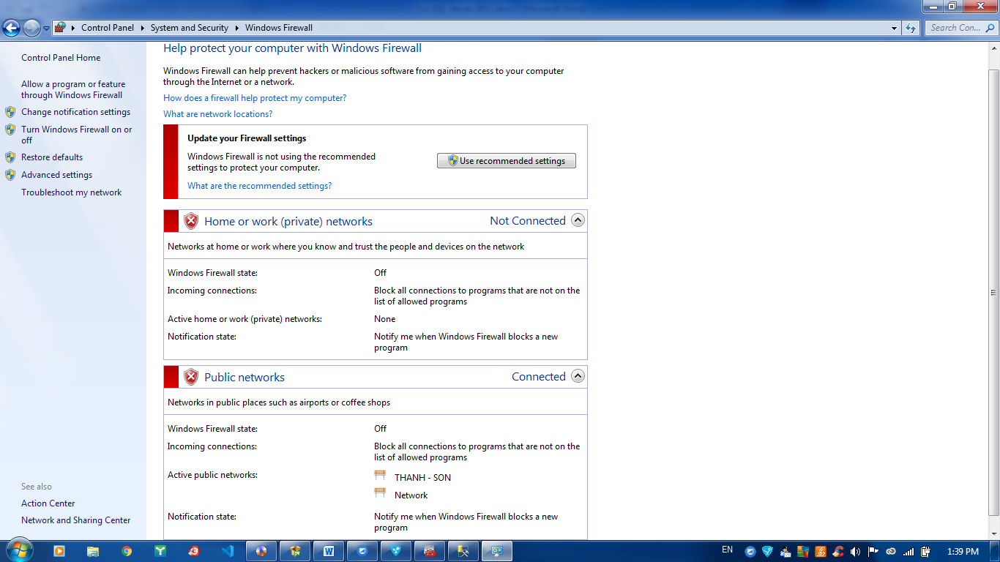 Control Panel
System and Security
Windows Firewall
Search Con...
Control Panel Home
Allow a program or feature
through Windows Firewall
Change notification settings
Turn Windows Firewall on or
off
Restore defaults
Advanced settings
Troubleshoot my network
See also
Action Center
Network and Sharing Center
Help protect your computer with Windows Firewall
Windows Firewall can help prevent hackers or malicious software from gaining access to your computer
through the Internet or a network.
How does a firewall help protect my computer?
What are network locations?
Update your Firewall settings
Windows Firewall is not using the recommended
settings to protect your computer.
Use recommended settings
What are the recommended settings?
Home or work (private) networks Not Connected
Networks at home or work where you know and trust the people and devices on the network
Windows Firewall state: Off
Incoming connections: Block all connections to programs that are not on the
list of allowed programs
Active home or work (private) networks: None
Notification state: Notify me when Windows Firewall blocks a new
program
Public networks Connected
Networks in public places such as airports or coffee shops
Windows Firewall state: Off
Incoming connections: Block all connections to programs that are not on the
list of allowed programs
Active public networks: THANH - SON
Network
Notification state: Notify me when Windows Firewall blocks a new
program
EN
1:39 PM